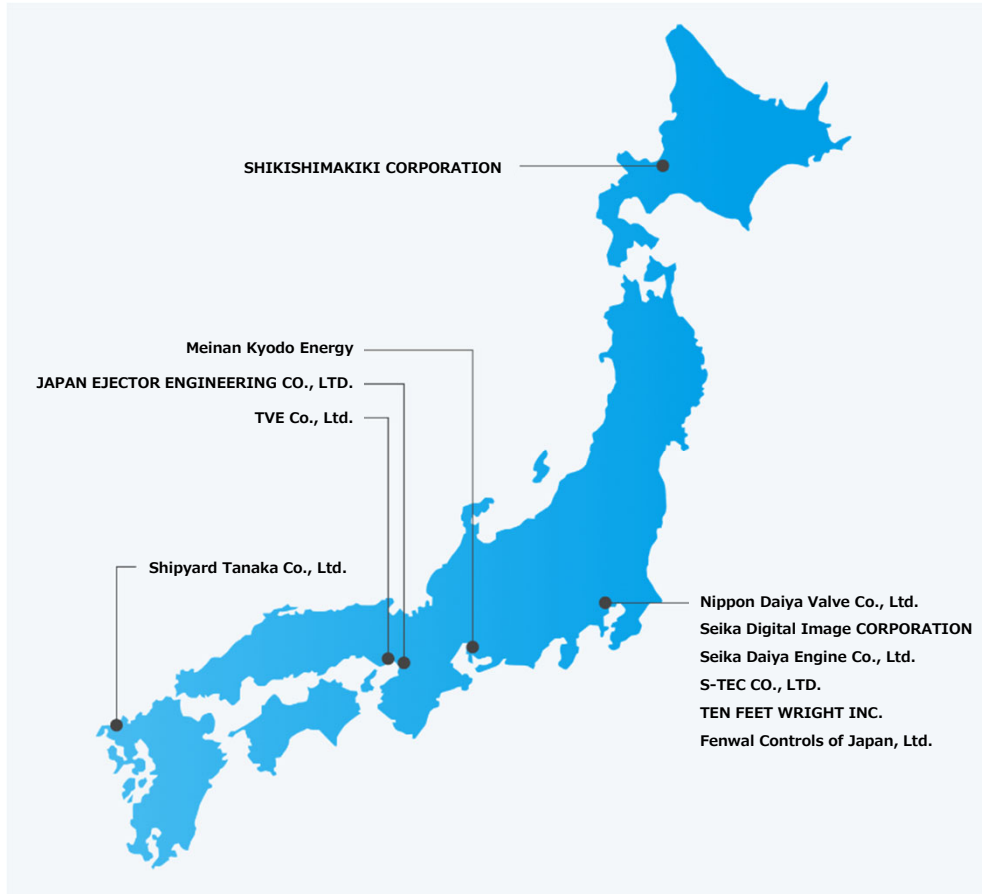 SHIKISHIMAKIKI CORPORATION
Meinan Kyodo Energy
JAPAN EJECTOR ENGINEERING CO., LTD.
TVE Co., Ltd.
Shipyard Tanaka Co., Ltd.
Nippon Daiya Valve Co., Ltd.
Seika Digital Image CORPORATION
Seika Daiya Engine Co., Ltd.
S-TEC CO., LTD.
TEN FEET WRIGHT INC.
Fenwal Controls of Japan, Ltd.